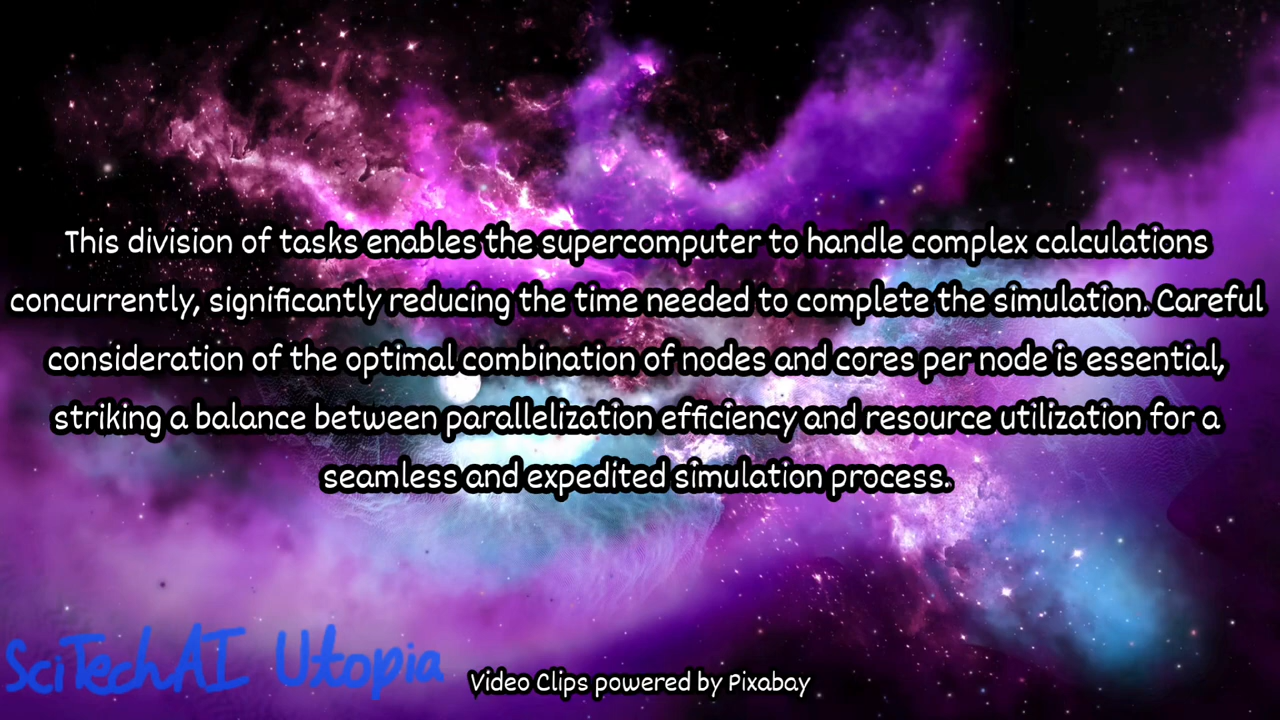 This division of tasks enables the supercomputer to handle complex calculations
concurrently, significantly reducing the time needed to complete the simulation. Careful
consideration of the optimal combination of nodes and cores per node is essential,
striking a balance between parallelization efficiency and resource utilization for a
seamless and expedited simulation process.
SciTechAI Utopia
Video Clips powered by Pixabay